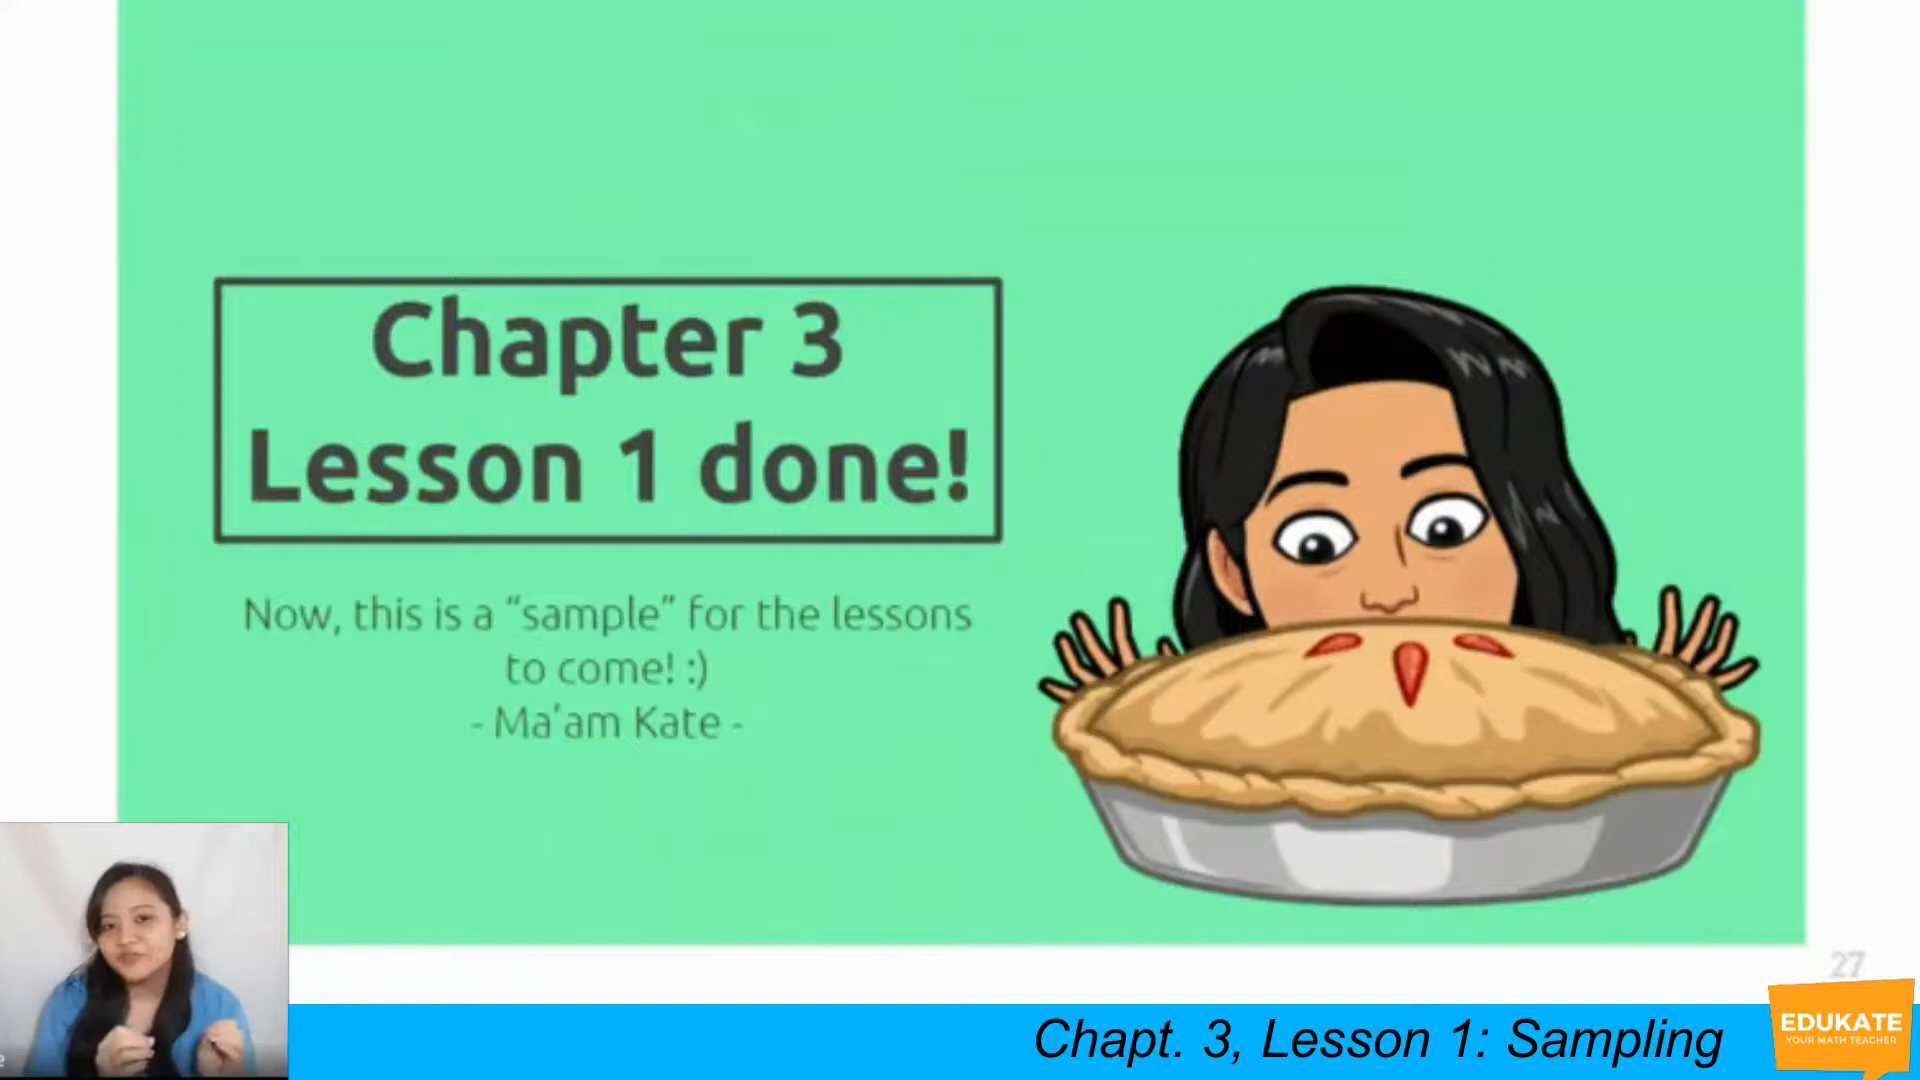 Chapter 3
Lesson 1 done!
Now, this is a “sample” for the lessons
to come! :)
- Ma’am Kate -
27
Chapt. 3, Lesson 1: Sampling
EDUKATE
YOUR MATH TEACHER